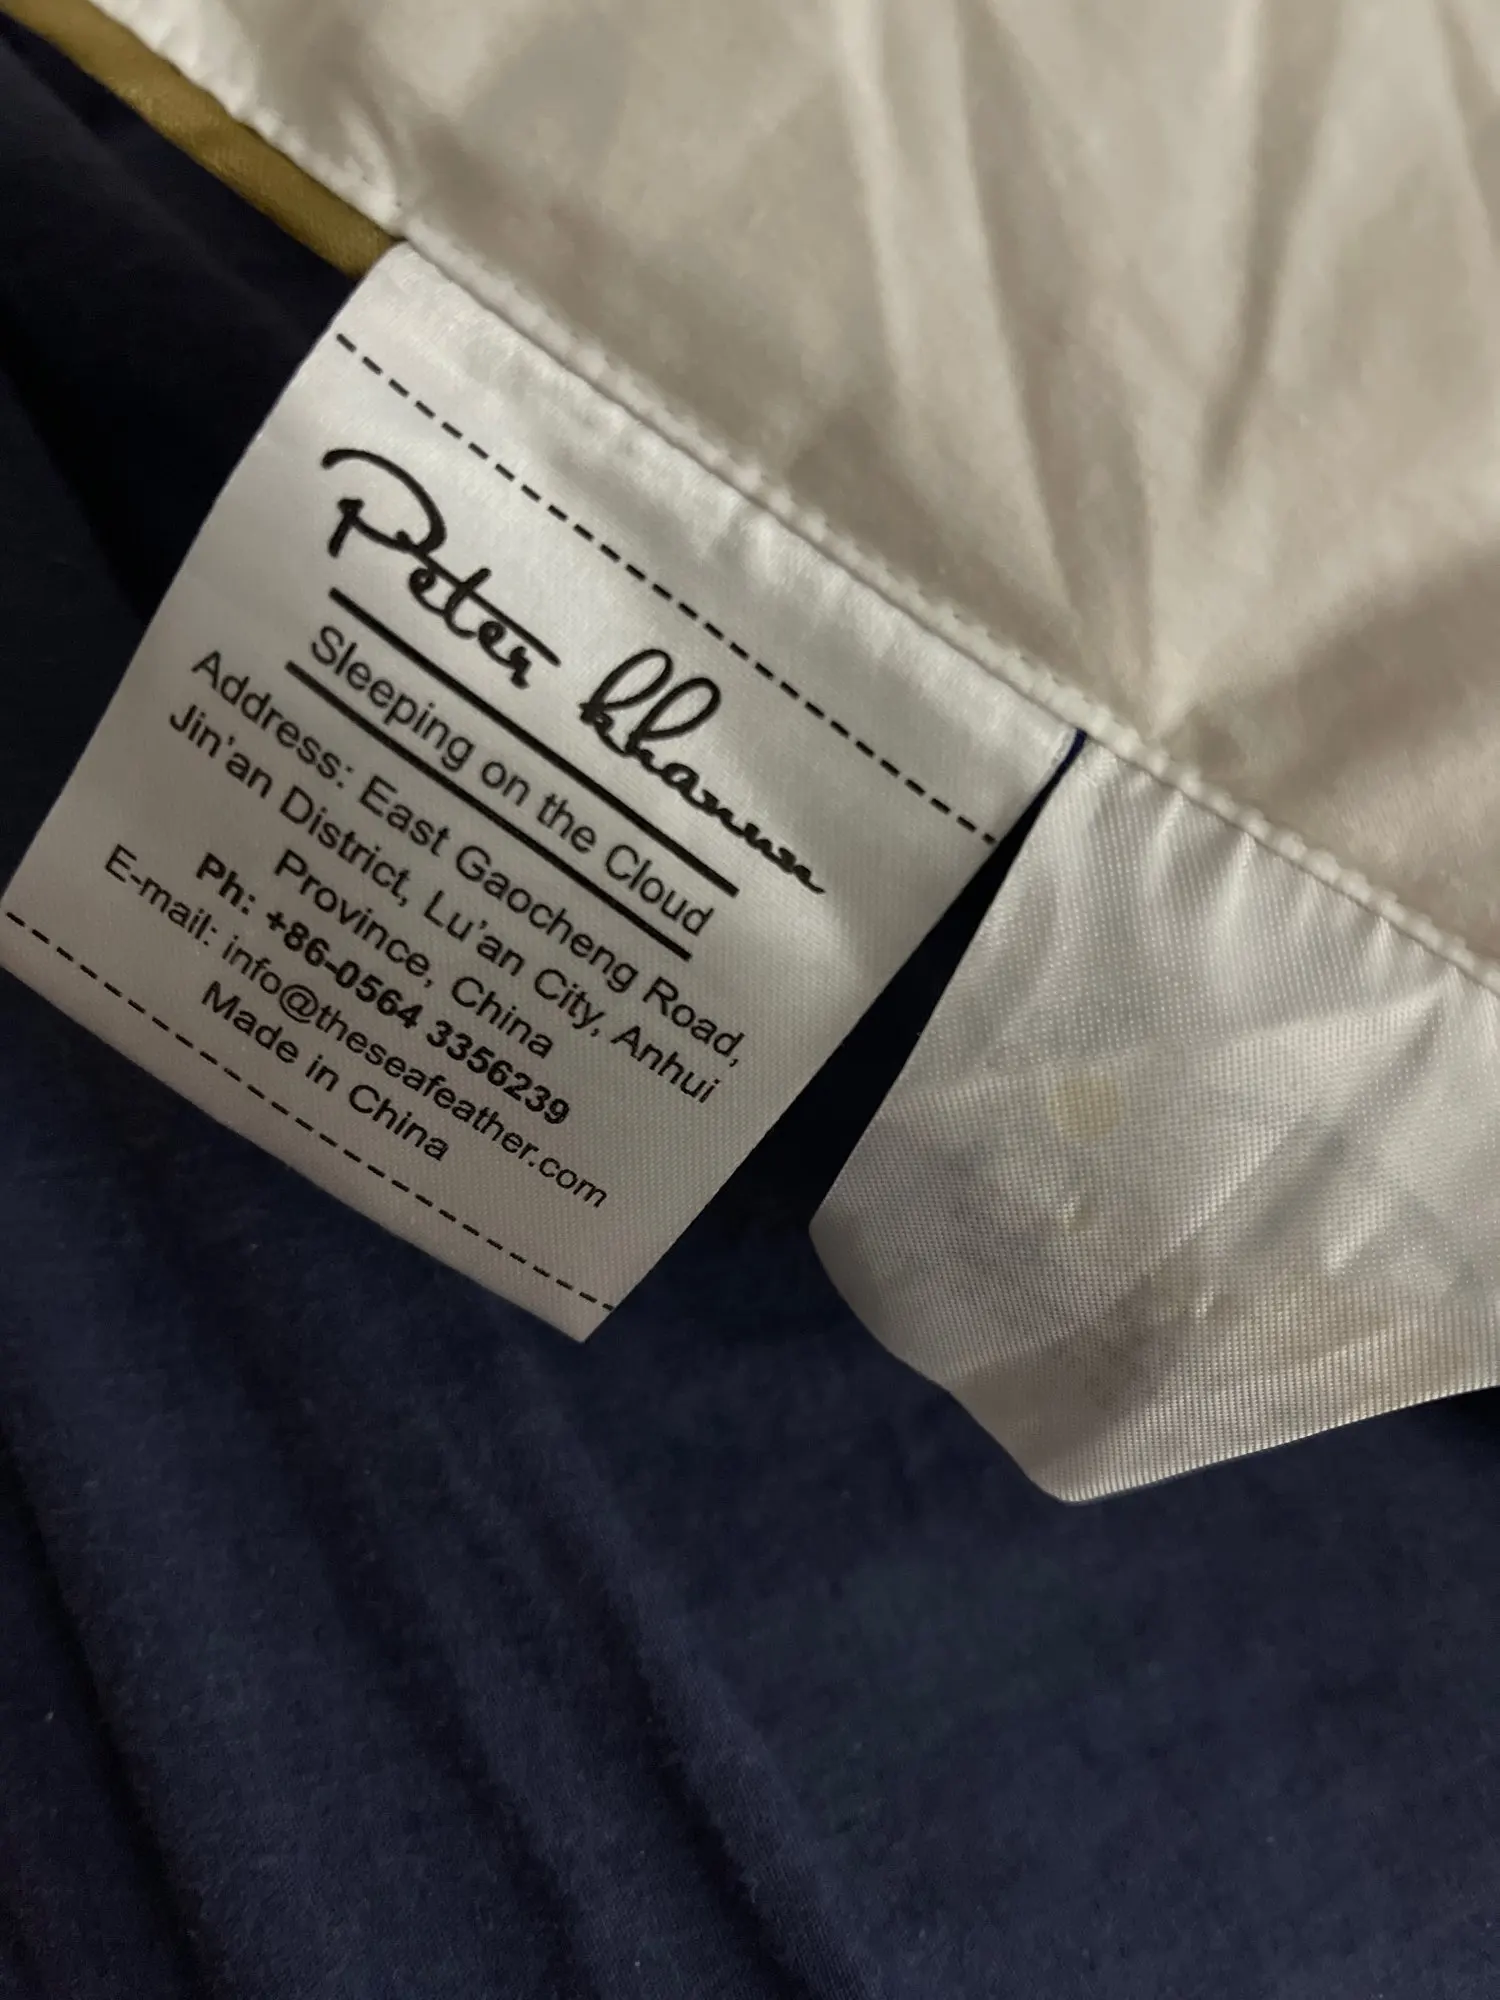 Peter Khanun
Sleeping on the Cloud
Address: East Gaocheng Road,
Jin'an District, Lu'an City, Anhui
Province, China
Ph: +86-0564 3356239
E-mail: info@theseafeather.com
Made in China